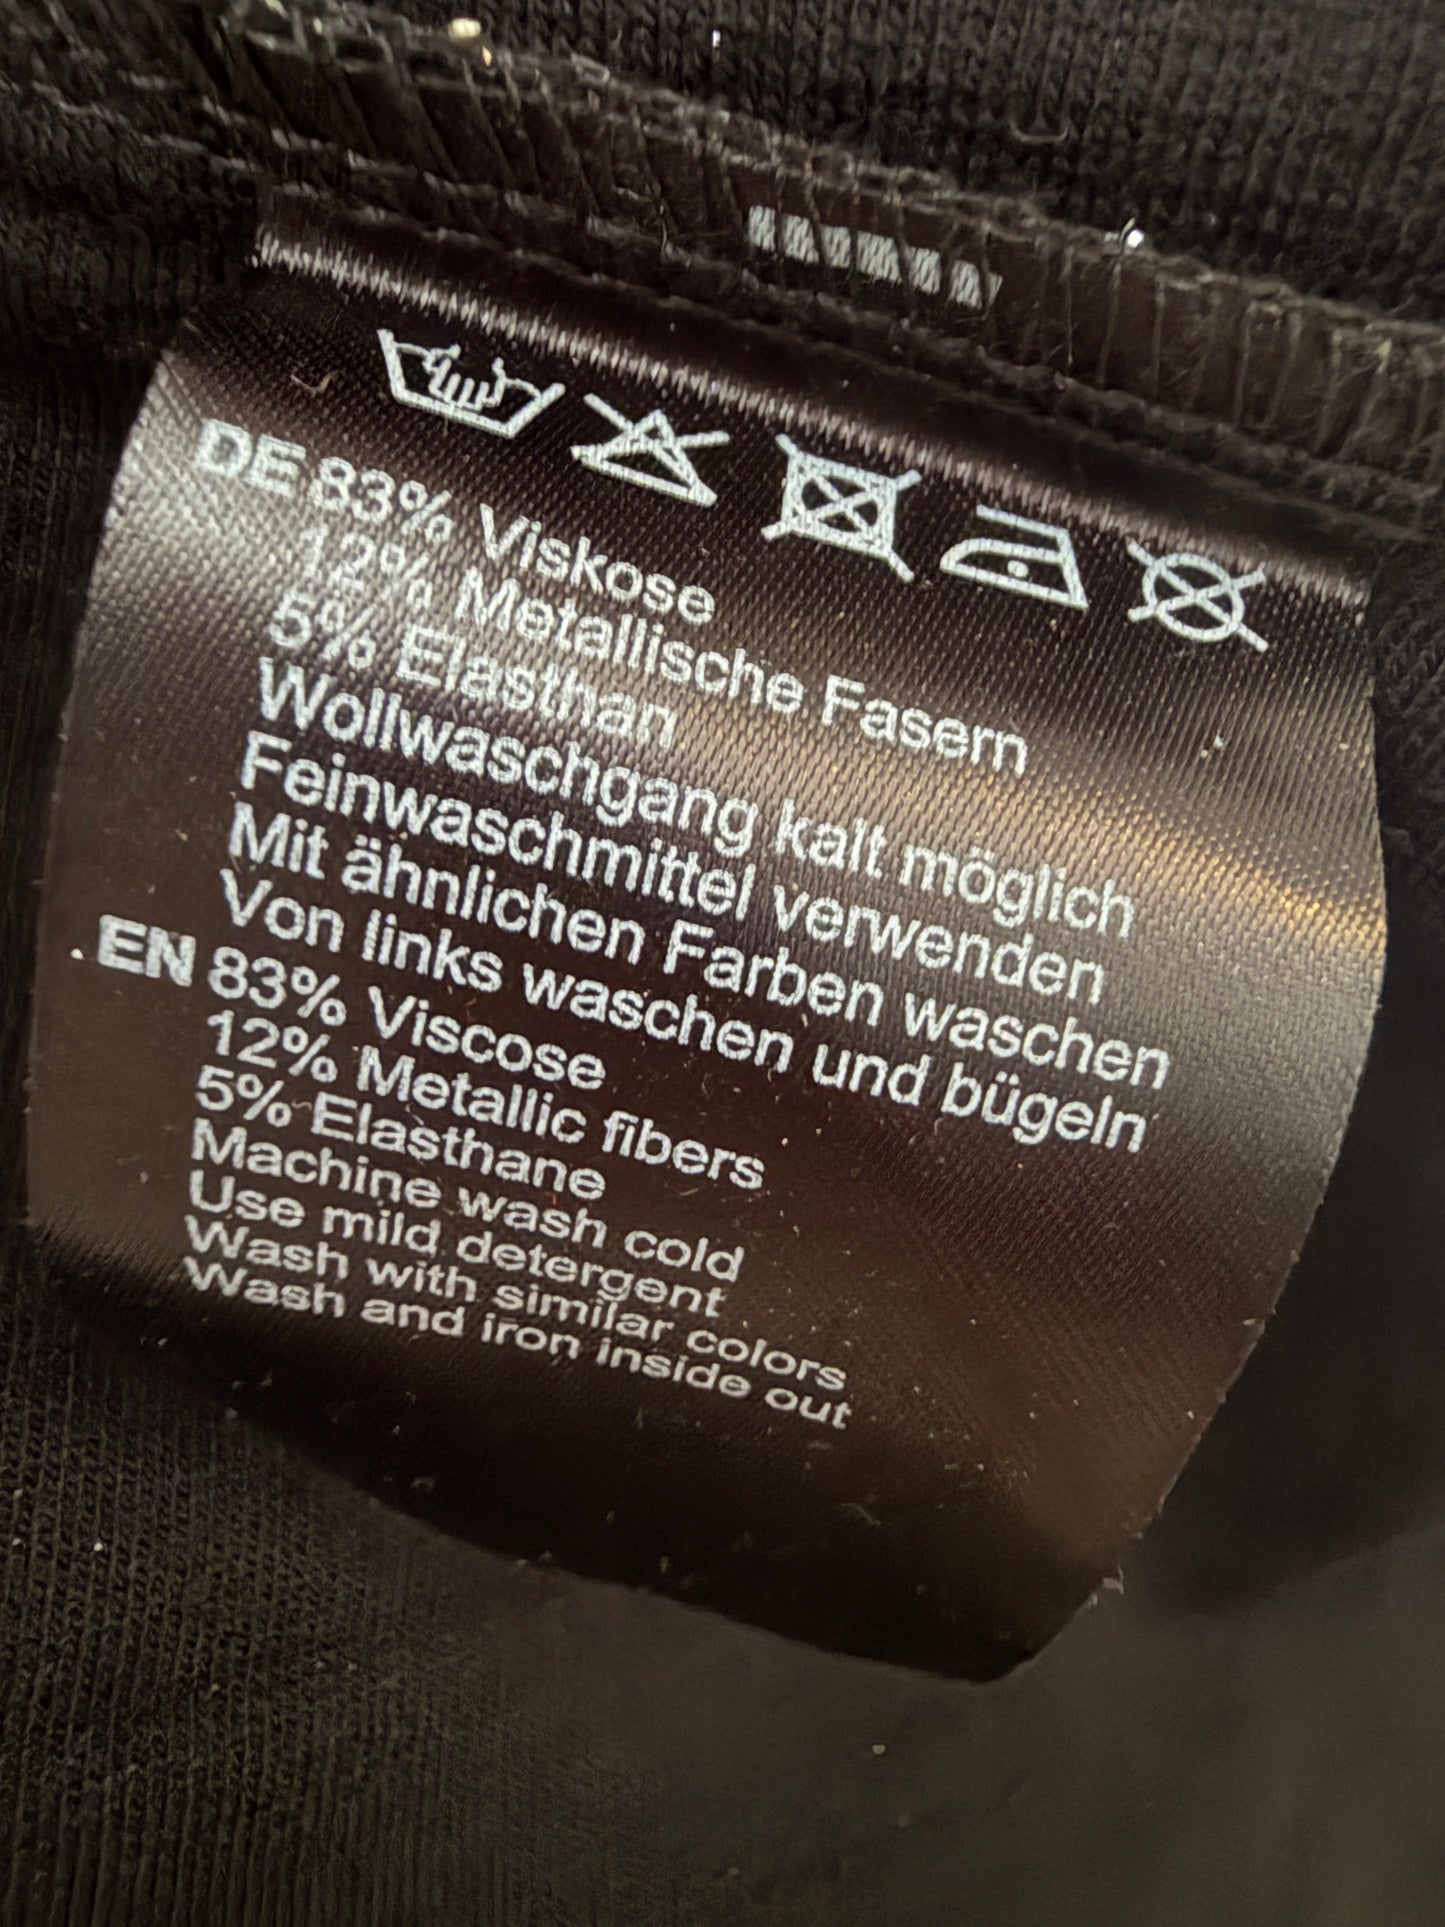 DE 83% Viskose
12% Metallische Fasern
5% Elasthan
Wollwaschgang kalt möglich
Feinwaschmittel verwenden
Mit ähnlichen Farben waschen
Von links waschen und bügeln
EN 83% Viscose
12% Metallic fibers
5% Elasthane
Machine wash cold
Use mild detergent
Wash with similar colors
Wash and iron inside out